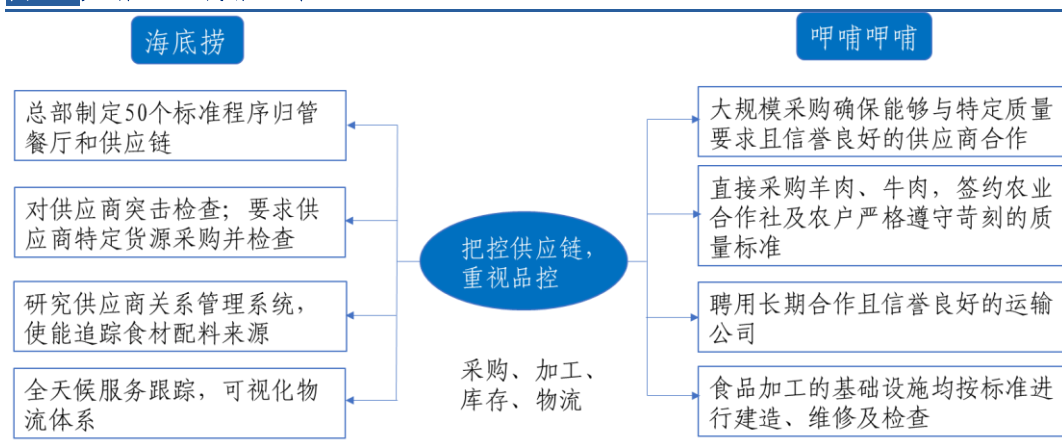 海底捞
呷哺呷哺
总部制定50个标准程序归管
餐厅和供应链
对供应商突击检查；要求供
应商特定货源采购并检查
研究供应商关系管理系统，
使能追踪食材配料来源
全天候服务跟踪，可视化物
流体系
把控供应链，
重视品控
采购、加工、
库存、物流
大规模采购确保能够与特定质量
要求且信誉良好的供应商合作
直接采购羊肉、牛肉，签约农业
合作社及农户严格遵守苛刻的质
量标准
聘用长期合作且信誉良好的运输
公司
食品加工的基础设施均按标准进
行建造、维修及检查